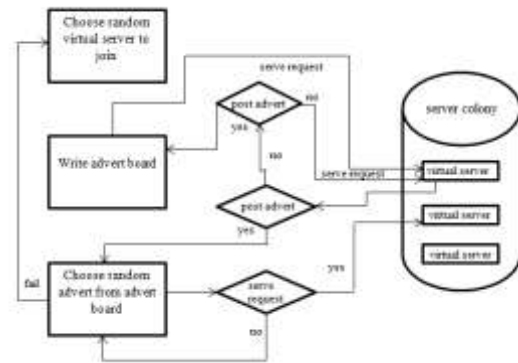 Choose random
virtual server to
join
serve request
post advert
no
yes
server colony
Write advert board
no
serve request
virtual server
post advert
virtual server
yes
yes
virtual server
fail
Choose random
advert from advert
board
serve
request
no